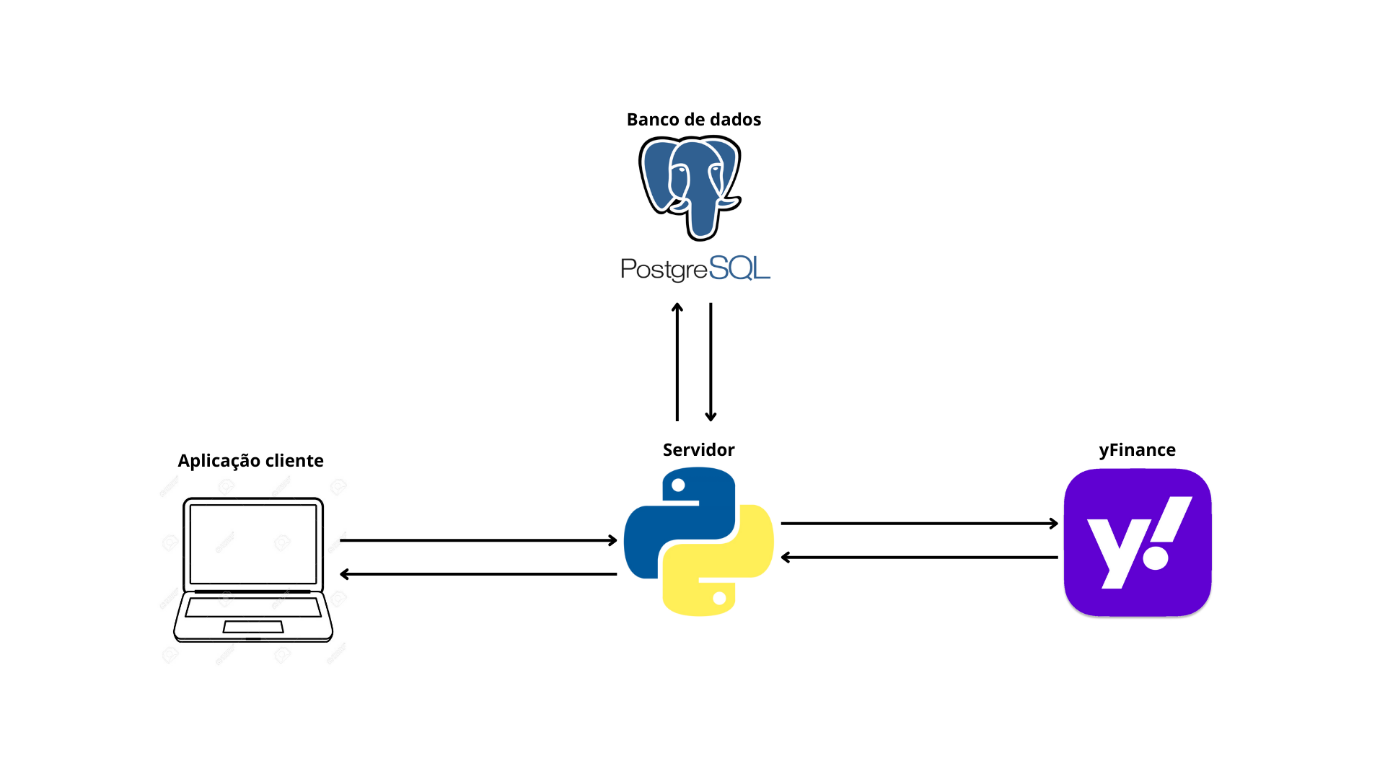 Banco de dados
PostgreSQL
Servidor
yFinance
Aplicação cliente
y!